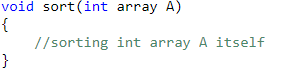 void sort(int array A)
{
//sorting int array A itself
}